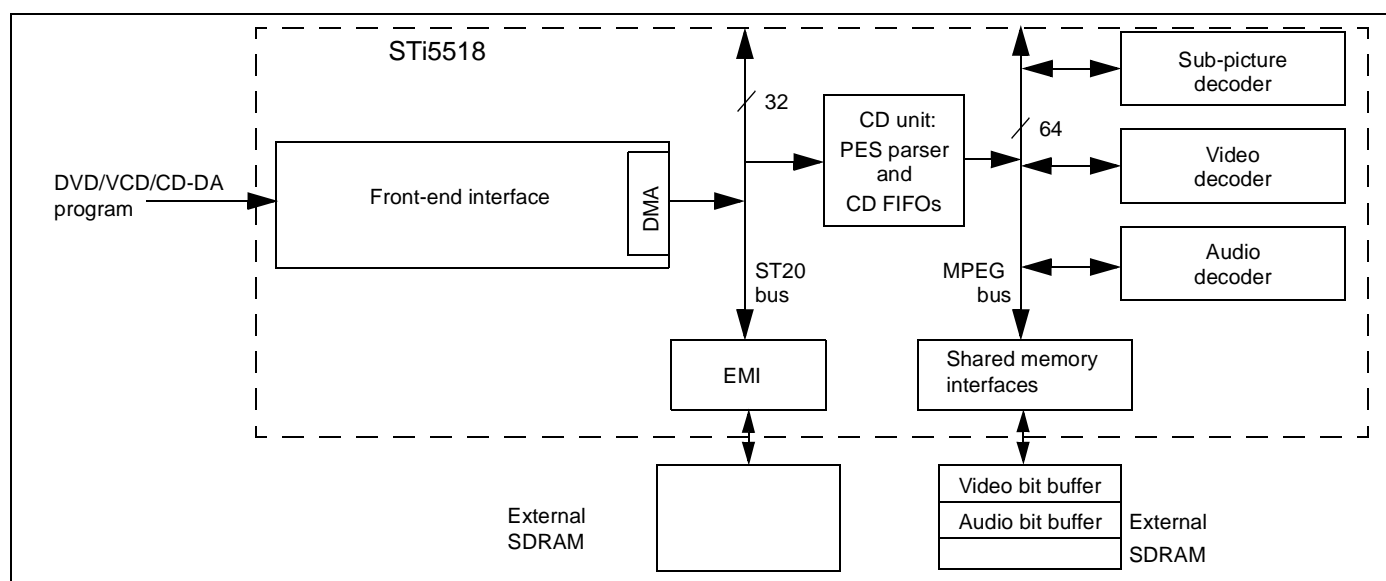 STi5518
32
64
Sub-picture
decoder
CD unit:
PES parser
and
CD FIFOs
Video
decoder
DVD/VCD/CD-DA
program
Front-end interface
DMA
Audio
decoder
ST20
bus
MPEG
bus
EMI
Shared memory
interfaces
External
SDRAM
Video bit buffer
Audio bit buffer
External
SDRAM